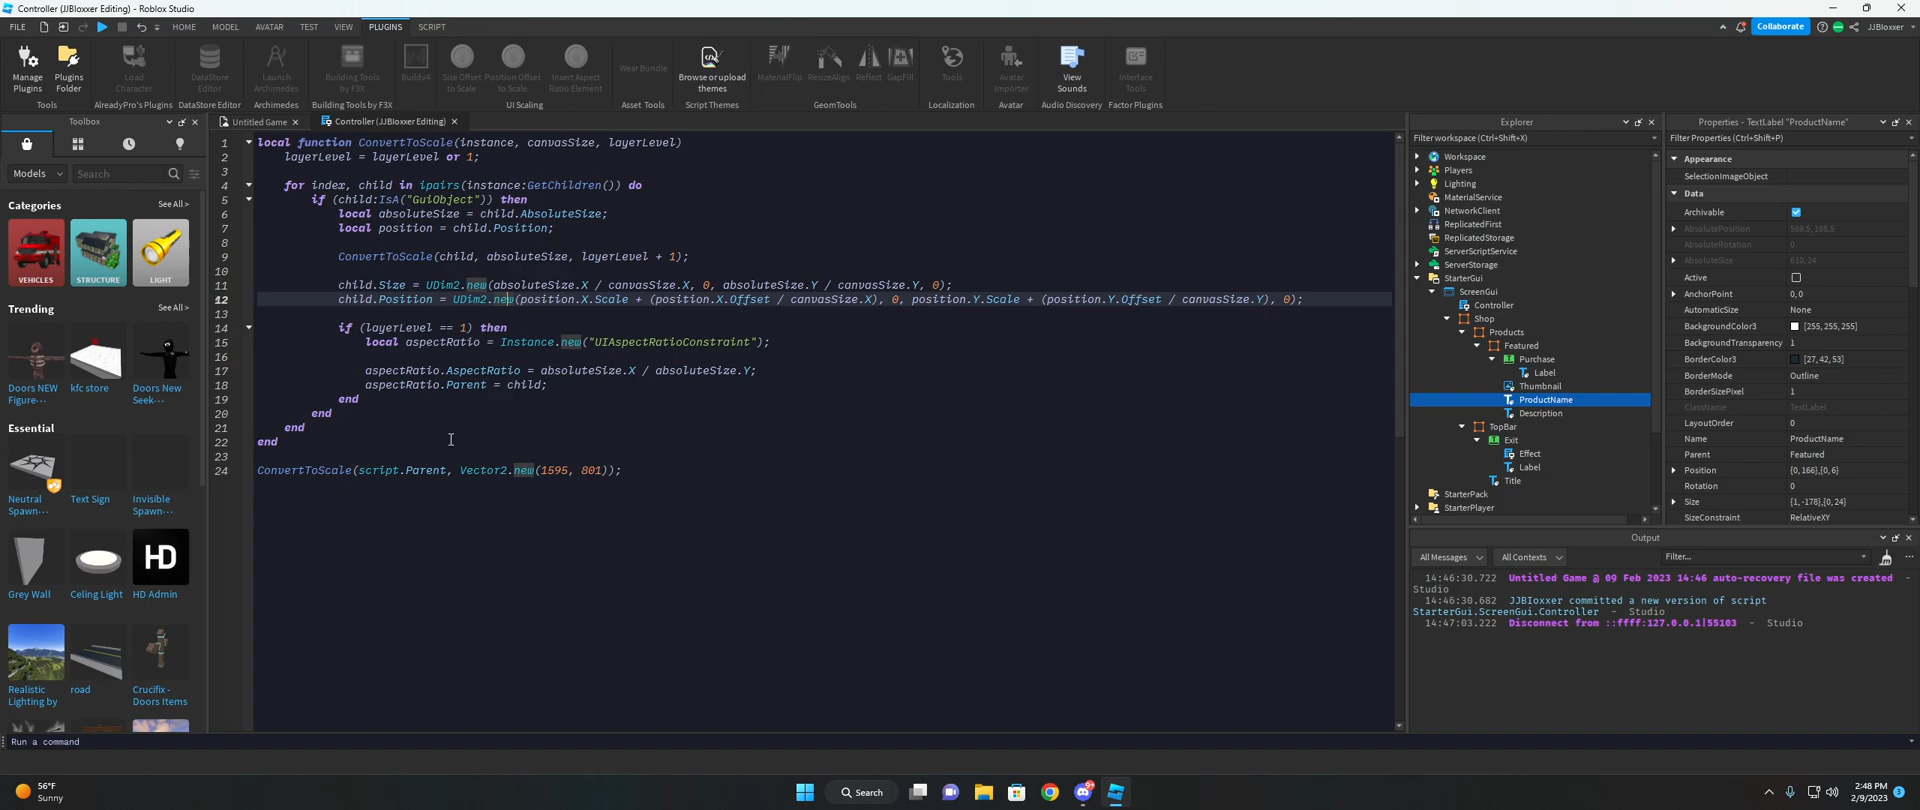 Controller (JJBloxxer Editing) - Roblox Studio
FILE HOME MODEL AVATAR TEST VIEW PLUGINS SCRIPT Collaborate JJBloxxer
Manage Plugins
Plugins Folder
Load Character
DataStore Editor
Launch Archimedes
Building Tools by F3X
Buildv4
Size Offset to Scale
Position Offset to Scale
Insert Aspect Ratio Element
Wear Bundle
Browse or upload themes
MaterialFlip
ResizeAlign
Reflect
GapFill
Tools
Avatar Importer
View Sounds
Interface Tools
Tools AlreadyPro's Plugins DataStore Editor Archimedes Building Tools by F3X UI Scaling Asset Tools Script Themes GeomTools Localization Avatar Audio Discovery Factor Plugins
Toolbox
Models Search
Categories See All>
VEHICLES STRUCTURE LIGHT
Trending See All>
Doors NEW Figure···
kfc store
Doors New Seek···
Essential
Neutral Spawn···
Text Sign
Invisible Spawn···
HD
Grey Wall
Celing Light
HD Admin
Realistic Lighting by
road
Crucifix - Doors Items
Untitled Game × Controller (JJBloxxer Editing) ×
1 local function ConvertToScale(instance, canvasSize, layerLevel)
2 layerLevel = layerLevel or 1;
3
4 for index, child in ipairs(instance:GetChildren()) do
5 if (child:IsA("GuiObject")) then
6 local absoluteSize = child.AbsoluteSize;
7 local position = child.Position;
8
9 ConvertToScale(child, absoluteSize, layerLevel + 1);
10
11 child.Size = UDim2.new(absoluteSize.X / canvasSize.X, 0, absoluteSize.Y / canvasSize.Y, 0);
12 child.Position = UDim2.new(position.X.Scale + (position.X.Offset / canvasSize.X), 0, position.Y.Scale + (position.Y.Offset / canvasSize.Y), 0);
13
14 if (layerLevel == 1) then
15 local aspectRatio = Instance.new("UIAspectRatioConstraint");
16
17 aspectRatio.AspectRatio = absoluteSize.X / absoluteSize.Y;
18 aspectRatio.Parent = child;
19 end
20 end
21 end
22 end
23
24 ConvertToScale(script.Parent, Vector2.new(1595, 801));
Explorer
Filter workspace (Ctrl+Shift+X)
Workspace
Players
Lighting
MaterialService
NetworkClient
ReplicatedFirst
ReplicatedStorage
ServerScriptService
ServerStorage
StarterGui
ScreenGui
Controller
Shop
Products
Featured
Purchase
Label
Thumbnail
ProductName
Description
TopBar
Exit
Effect
Label
Title
StarterPack
StarterPlayer
Properties - TextLabel "ProductName"
Filter Properties (Ctrl+Shift+P)
Appearance
SelectionImageObject
Data
Archivable
AbsolutePosition 569.5, 196.5
AbsoluteRotation 0
AbsoluteSize 610,24
Active
AnchorPoint 0, 0
AutomaticSize None
BackgroundColor3 [255, 255, 255]
BackgroundTransparency 1
BorderColor3 [27, 42, 53]
BorderMode Outline
BorderSizePixel 1
ClassName TextLabel
LayoutOrder 0
Name ProductName
Parent Featured
Position {0, 166},{0, 6}
Rotation 0
Size {1, -178},{0, 24}
SizeConstraint RelativeXY
Output
All Messages All Contexts Filter...
14:46:30.722 Untitled Game @ 09 Feb 2023 14:46 auto-recovery file was created -
Studio
14:46:30.682 JJBloxxer committed a new version of script
StarterGui.ScreenGui.Controller - Studio
14:47:03.222 Disconnect from ::ffff:127.0.0.1|55103 - Studio
Run a command
56°F
Sunny
Search
2:48 PM
2/9/2023
3